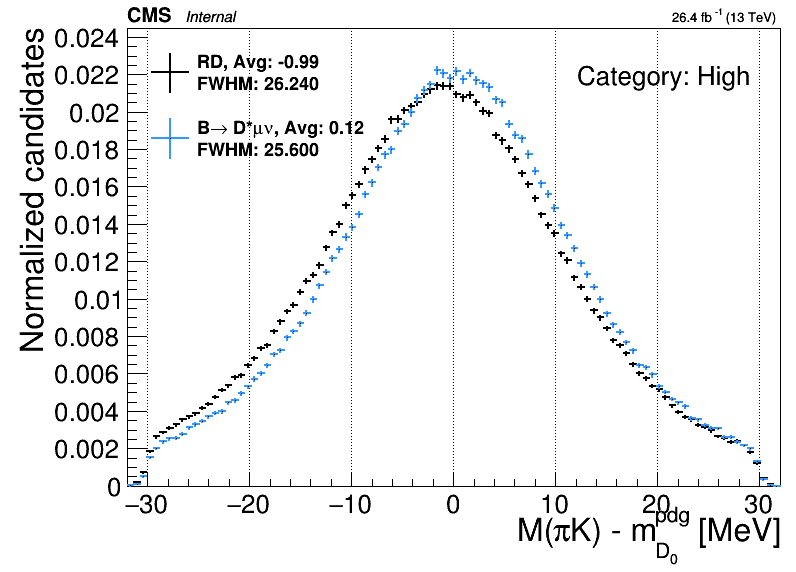 CMS Internal 26.4 fb⁻¹ (13 TeV)
Normalized candidates
0.024
0.022
0.02
0.018
0.016
0.014
0.012
0.01
0.008
0.006
0.004
0.002
0
RD, Avg: -0.99
FWHM: 26.240
B→ D*μν, Avg: 0.12
FWHM: 25.600
Category: High
−30 −20 −10 0 10 20 30
M(πK) - m_{D₀}^{pdg} [MeV]